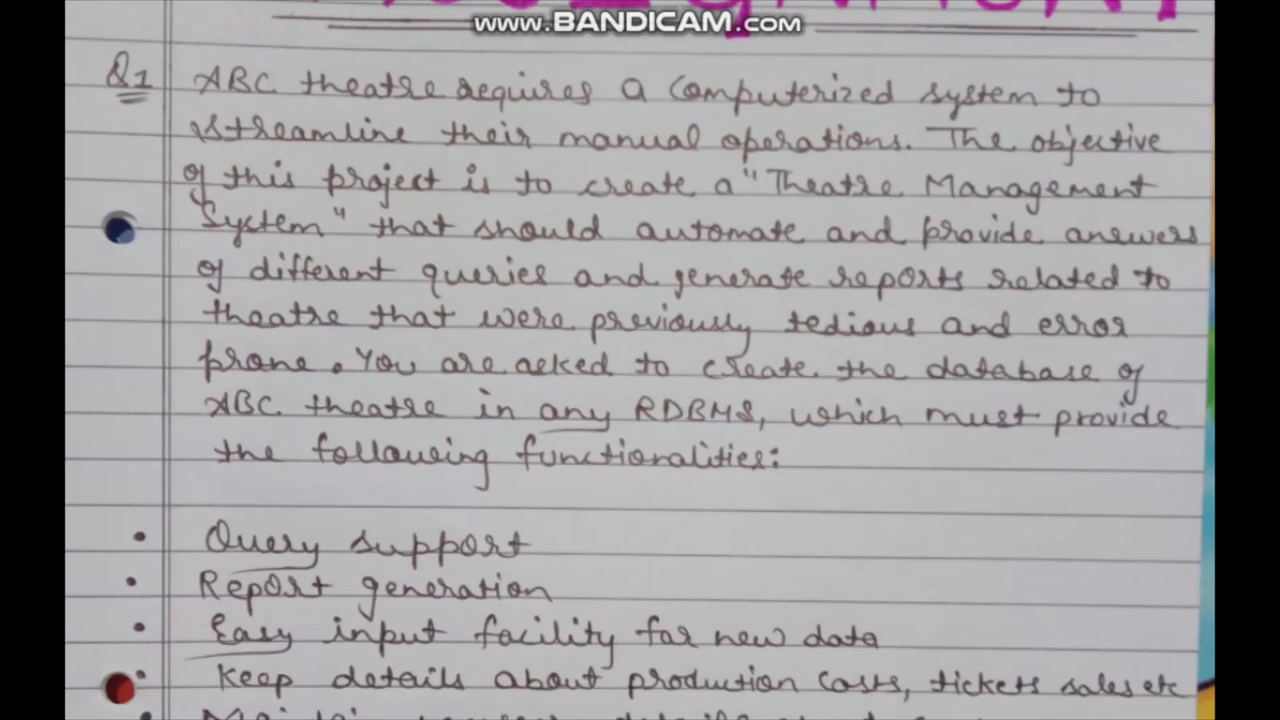 www.BANDICAM.com
Q1 ABC theatre requires a Computerized system to
streamline their manual operations. The objective
of this project is to create a "Theatre Management
System" that should automate and provide answers
of different queries and generate reports related to
theatre that were previously tedious and error
prone. You are asked to create the database of
ABC theatre in any RDBMS, which must provide
the following functionalities:
• Query support
• Report generation
• Easy input facility for new data
• Keep details about production costs, tickets sales etc